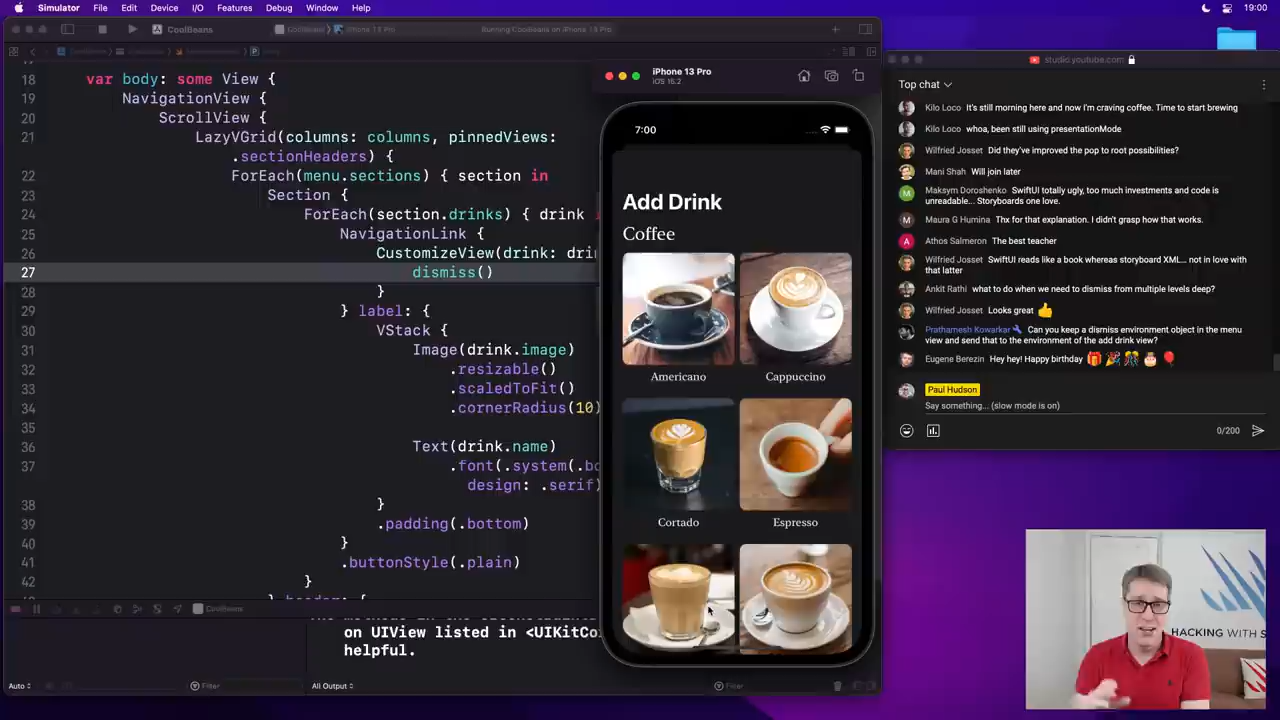 Simulator File Edit Device I/O Features Debug Window Help 19:00
CoolBeans
CoolBeans
iPhone 13 Pro
Burning CoolBeans on iPhone 13 Pro
18 var body: some View {
19 NavigationView {
20 ScrollView {
21 LazyVGrid(columns: columns, pinnedViews:
.sectionHeaders) {
22 ForEach(menu.sections) { section in
23 Section {
24 ForEach(section.drinks) { drink
25 NavigationLink {
26 CustomizeView(drink: dri
27 dismiss()
28 }
29 } label: {
30 VStack {
31 Image(drink.image)
32 .resizable()
33 .scaledToFit()
34 .cornerRadius(10)
35
36 Text(drink.name)
37 .font(.system(.bo
design: .serif)
38 }
39 .padding(.bottom)
40 }
41 .buttonStyle(.plain)
42 }
CoolBeans
on UIView listed in <UIKitCo
helpful.
Auto
Filter
All Output
Filter
iPhone 13 Pro
iOS 15.2
7:00
Add Drink
Coffee
Americano
Cappuccino
Cortado
Espresso
studio.youtube.com
Top chat
Kilo Loco It's still morning here and now I'm craving coffee. Time to start brewing
Kilo Loco whoa, been still using presentationMode
Wilfried Josset Did they've improved the pop to root possibilities?
Mani Shah Will join later
Maksym Doroshenko SwiftUI totally ugly, too much investments and code is
unreadable... Storyboards one love.
Maura G Humina Thx for that explanation. I didn't grasp how that works.
Athos Salmeron The best teacher
Wilfried Josset SwiftUI reads like a book whereas storyboard XML... not in love with
that latter
Ankit Rathi what to do when we need to dismiss from multiple levels deep?
Wilfried Josset Looks great 👍
Prathamesh Kowarkar Can you keep a dismiss environment object in the menu
view and send that to the environment of the add drink view?
Eugene Berezin Hey hey! Happy birthday 🎁🎉🎊🎂🎈
Paul Hudson
Say something... (slow mode is on)
0/200
M
M
A
HACKING WITH S